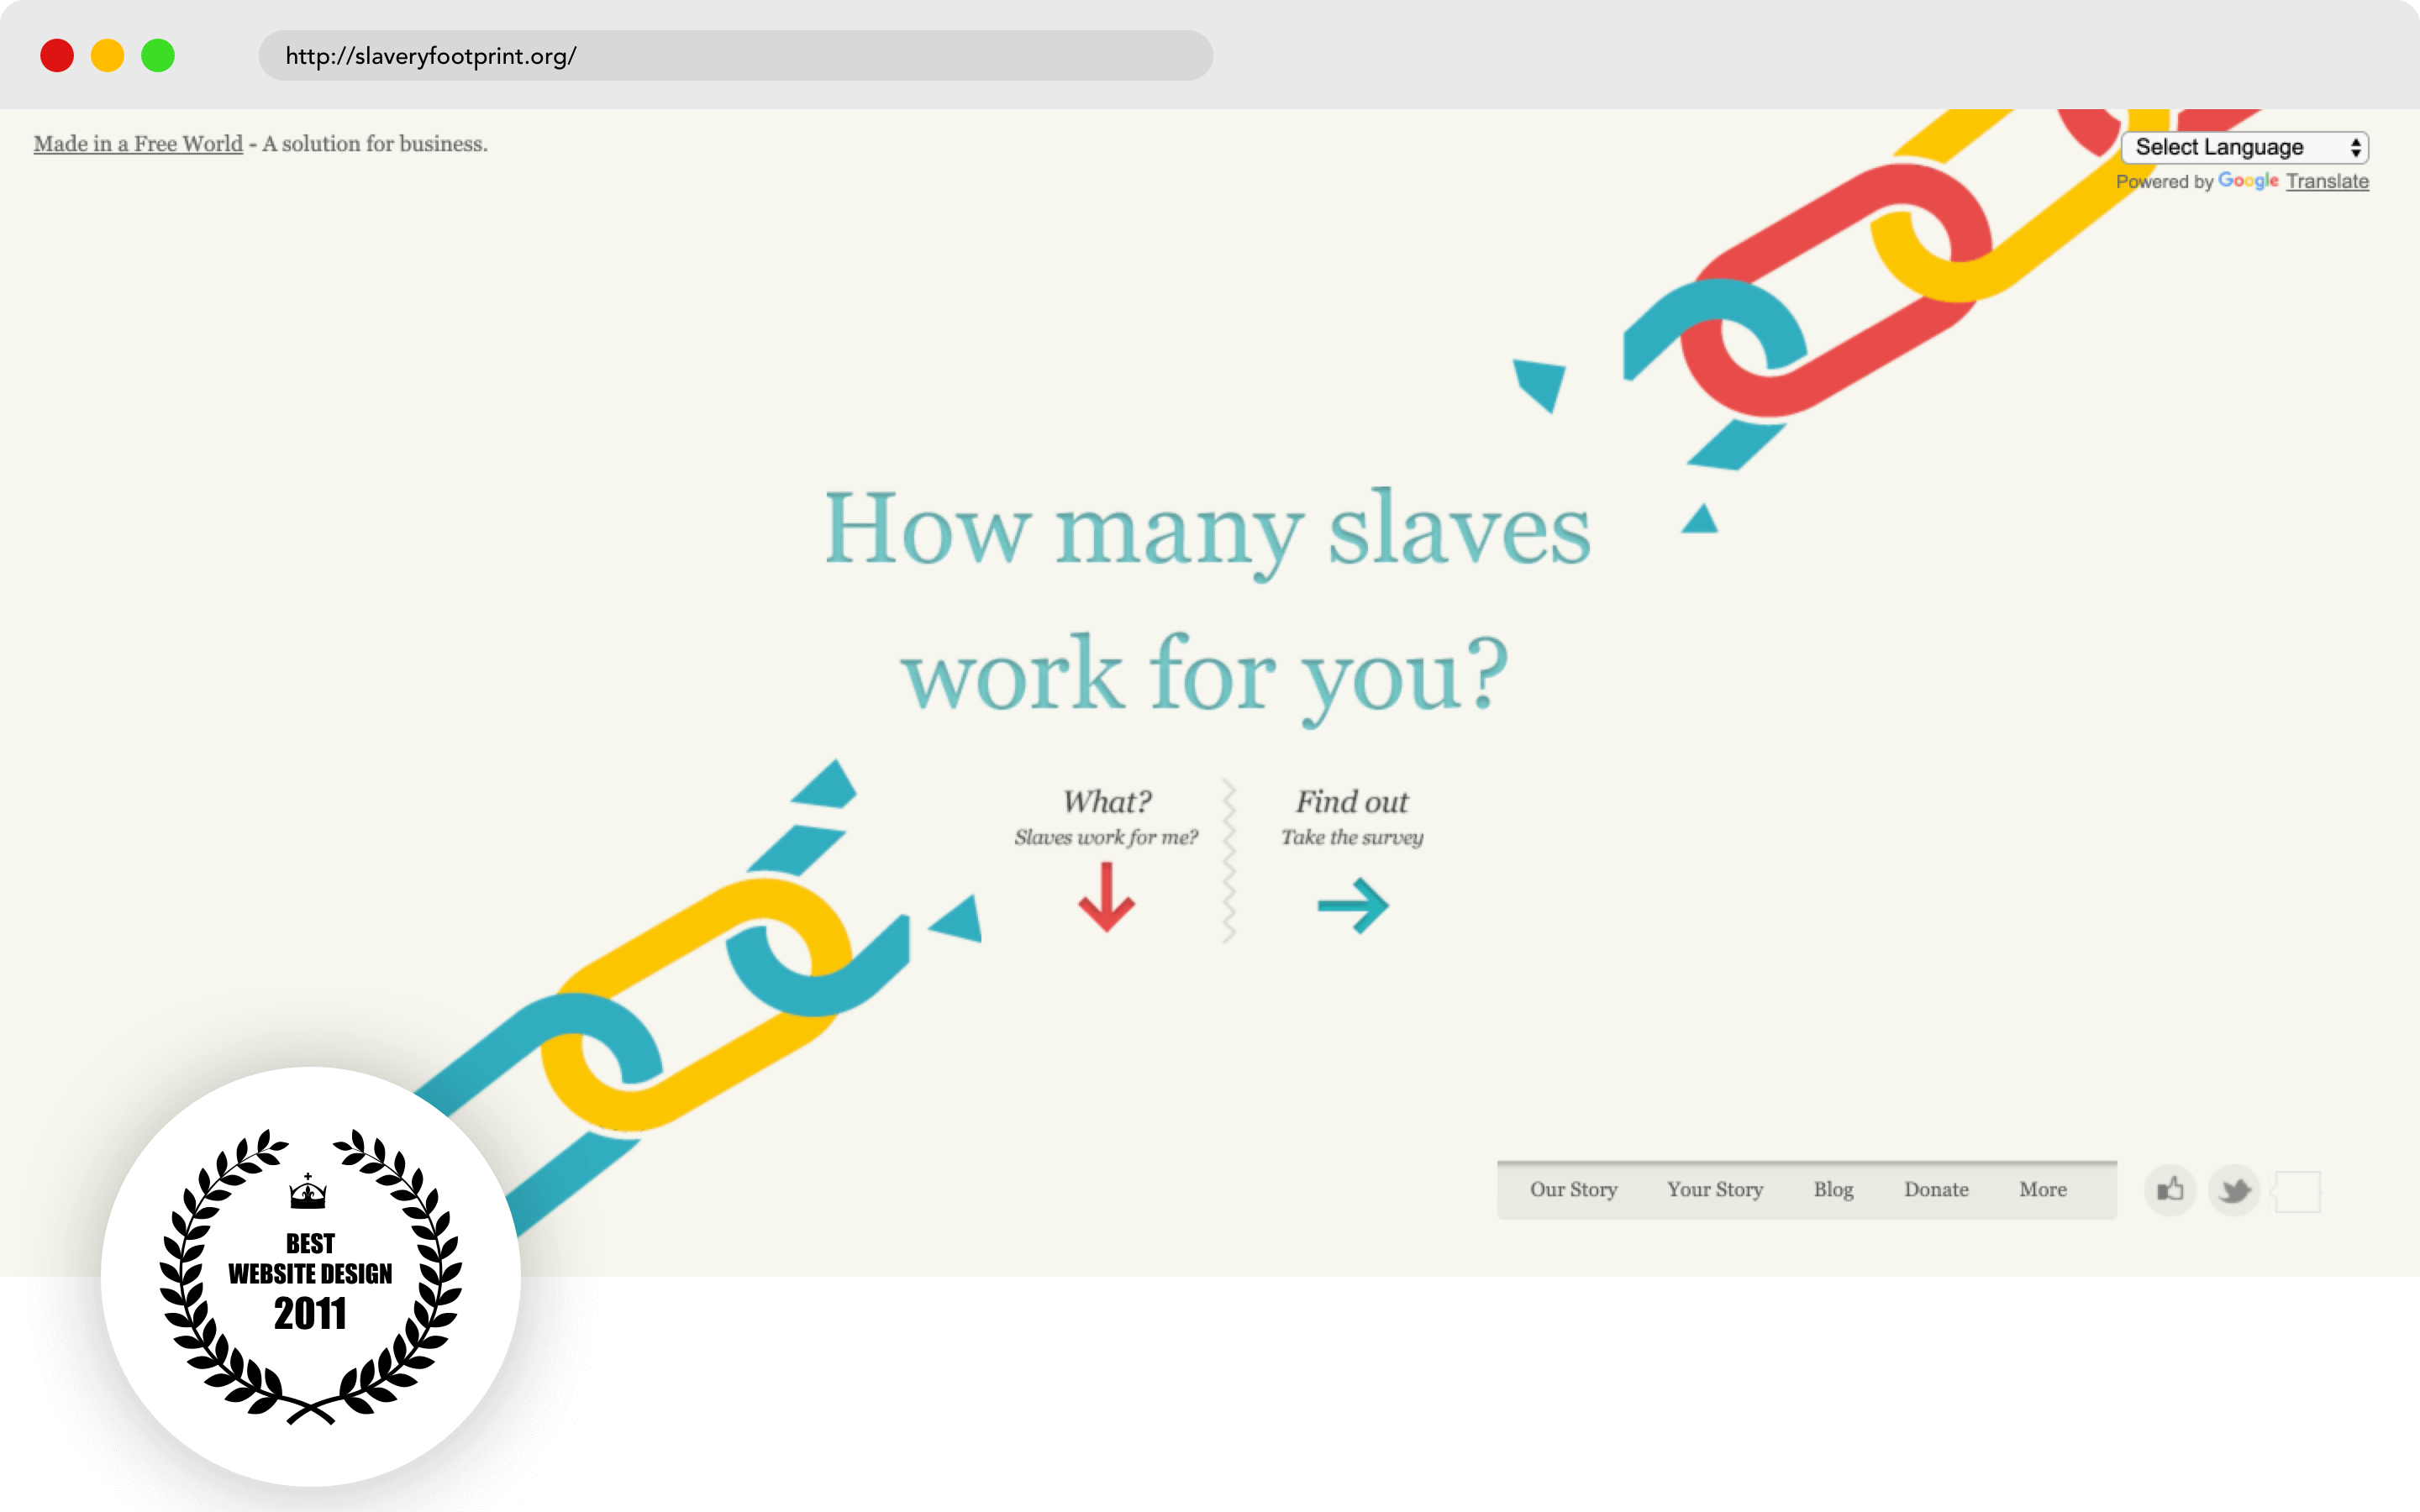 http://slaveryfootprint.org/
Made in a Free World - A solution for business.
Select Language
Powered by Google Translate
How many slaves
work for you?
What?
Slaves work for me?
Find out
Take the survey
Our Story Your Story Blog Donate More
BEST
WEBSITE DESIGN
2011